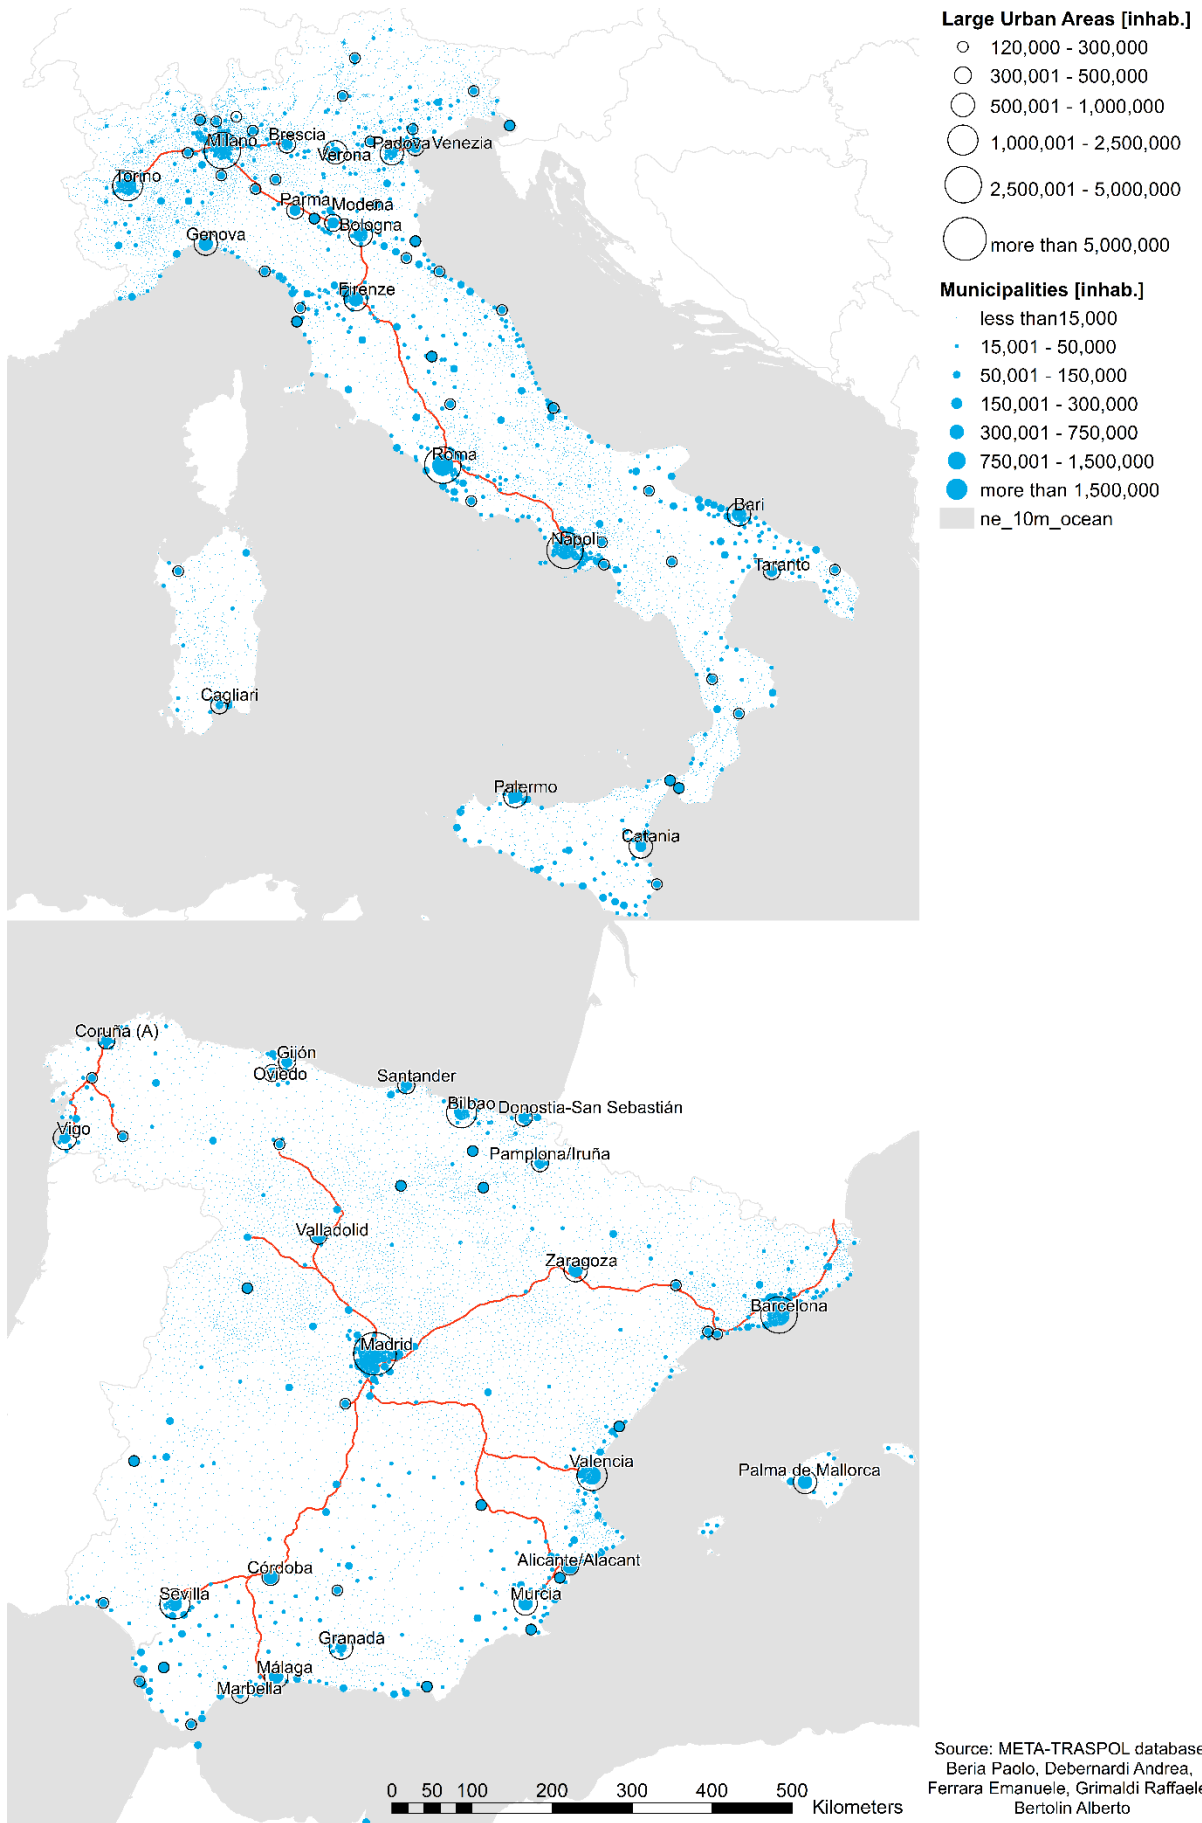 Large Urban Areas [inhab.]
120,000 - 300,000
300,001 - 500,000
500,001 - 1,000,000
1,000,001 - 2,500,000
2,500,001 - 5,000,000
more than 5,000,000
Municipalities [inhab.]
less than15,000
15,001 - 50,000
50,001 - 150,000
150,001 - 300,000
300,001 - 750,000
750,001 - 1,500,000
more than 1,500,000
ne_10m_ocean
Milano
Brescia
Verona
Padova
Venezia
Torino
Parma
Modena
Bologna
Genova
Firenze
Roma
Napoli
Bari
Taranto
Cagliari
Palermo
Catania
Coruña (A)
Gijón
Oviedo
Santander
Bilbao
Donostia-San Sebastián
Vigo
Pamplona/Iruña
Valladolid
Zaragoza
Barcelona
Madrid
Valencia
Palma de Mallorca
Alicante/Alacant
Córdoba
Sevilla
Murcia
Granada
Málaga
Marbella
0 50 100 200 300 400 500
Kilometers
Source: META-TRASPOL database
Beria Paolo, Debernardi Andrea,
Ferrara Emanuele, Grimaldi Raffaele
Bertolin Alberto